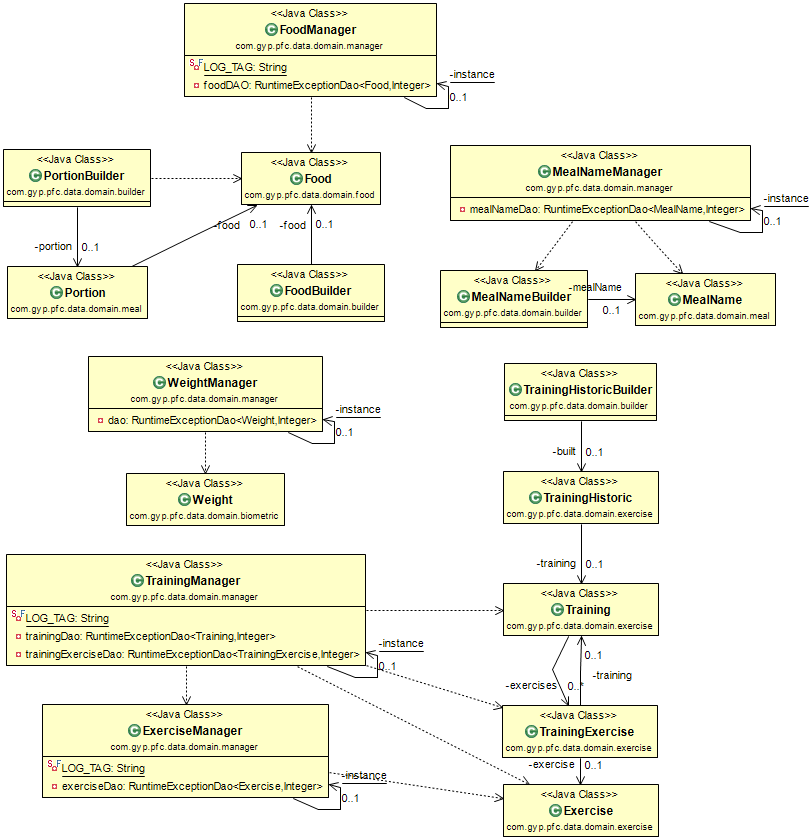 <<Java Class>>
FoodManager
com.gyp.pfc.data.domain.manager
SFLOG_TAG: String
foodDAO: RuntimeExceptionDao<Food,Integer>
-instance
0..1
<<Java Class>>
PortionBuilder
com.gyp.pfc.data.domain.builder
<<Java Class>>
Food
com.gyp.pfc.data.domain.food
<<Java Class>>
MealNameManager
com.gyp.pfc.data.domain.manager
mealNameDao: RuntimeExceptionDao<MealName,Integer>
-instance
0..1
-portion
0..1
-food
0..1
-food
0..1
<<Java Class>>
Portion
com.gyp.pfc.data.domain.meal
<<Java Class>>
FoodBuilder
com.gyp.pfc.data.domain.builder
<<Java Class>>
MealNameBuilder
com.gyp.pfc.data.domain.builder
-mealName
0..1
<<Java Class>>
MealName
com.gyp.pfc.data.domain.meal
<<Java Class>>
WeightManager
com.gyp.pfc.data.domain.manager
dao: RuntimeExceptionDao<Weight,Integer>
-instance
0..1
<<Java Class>>
TrainingHistoricBuilder
com.gyp.pfc.data.domain.builder
-built
0..1
<<Java Class>>
Weight
com.gyp.pfc.data.domain.biometric
<<Java Class>>
TrainingHistoric
com.gyp.pfc.data.domain.exercise
-training
0..1
<<Java Class>>
TrainingManager
com.gyp.pfc.data.domain.manager
SFLOG_TAG: String
trainingDao: RuntimeExceptionDao<Training,Integer>
trainingExerciseDao: RuntimeExceptionDao<TrainingExercise,Integer>
-instance
0..1
<<Java Class>>
Training
com.gyp.pfc.data.domain.exercise
0..1
-training
-exercises
0..*
<<Java Class>>
ExerciseManager
com.gyp.pfc.data.domain.manager
SFLOG_TAG: String
exerciseDao: RuntimeExceptionDao<Exercise,Integer>
-instance
0..1
<<Java Class>>
TrainingExercise
com.gyp.pfc.data.domain.exercise
-exercise
0..1
<<Java Class>>
Exercise
com.gyp.pfc.data.domain.exercise